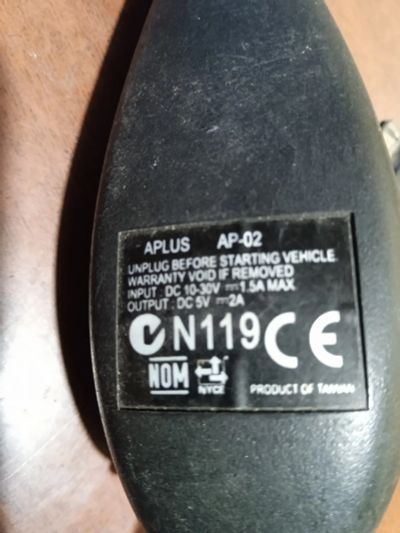 APLUS AP-02
UNPLUG BEFORE STARTING VEHICLE
WARRANTY VOID IF REMOVED
INPUT : DC 10-30V ⎓ 1.5A MAX
OUTPUT : DC 5V ⎓ 2A
N119 CE
NOM NYCE PRODUCT OF TAIWAN